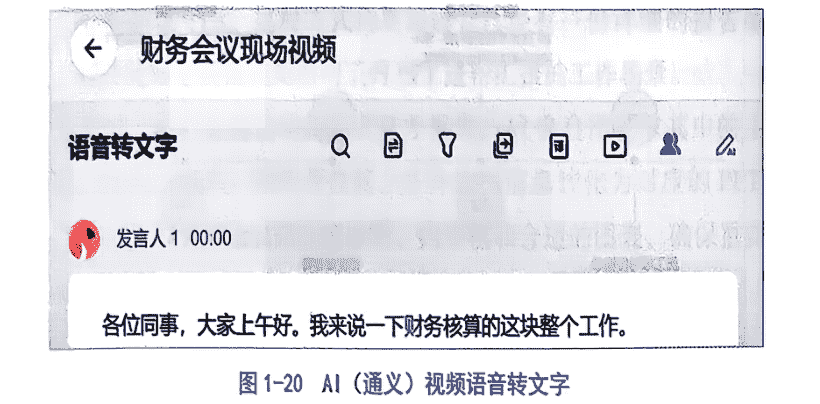 财务会议现场视频
语音转文字
发言人 1 00:00
各位同事，大家上午好。我来说一下财务核算的这块整个工作。
图 1-20 AI（通义）视频语音转文字